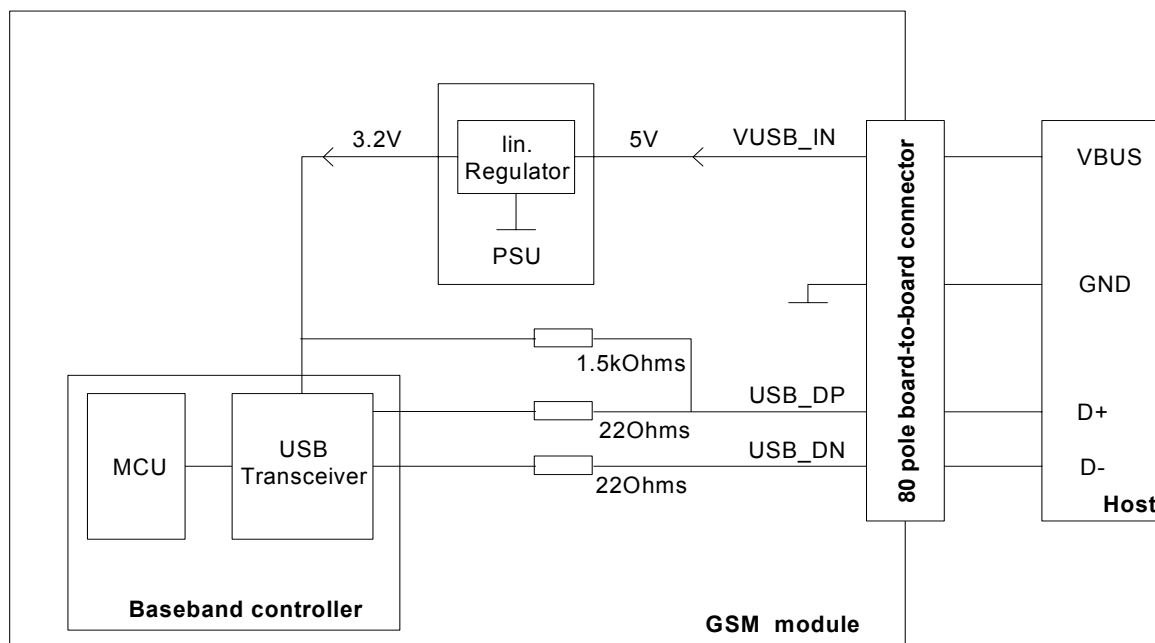 3.2V
lin.
Regulator
5V
VUSB_IN
VBUS
PSU
GND
80 pole board-to-board connector
1.5kOhms
USB_DP
D+
22Ohms
USB_DN
D-
22Ohms
MCU
USB
Transceiver
Host
Baseband controller
GSM module